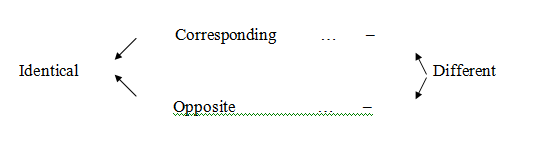 Corresponding … –
Identical Different
Opposite … –